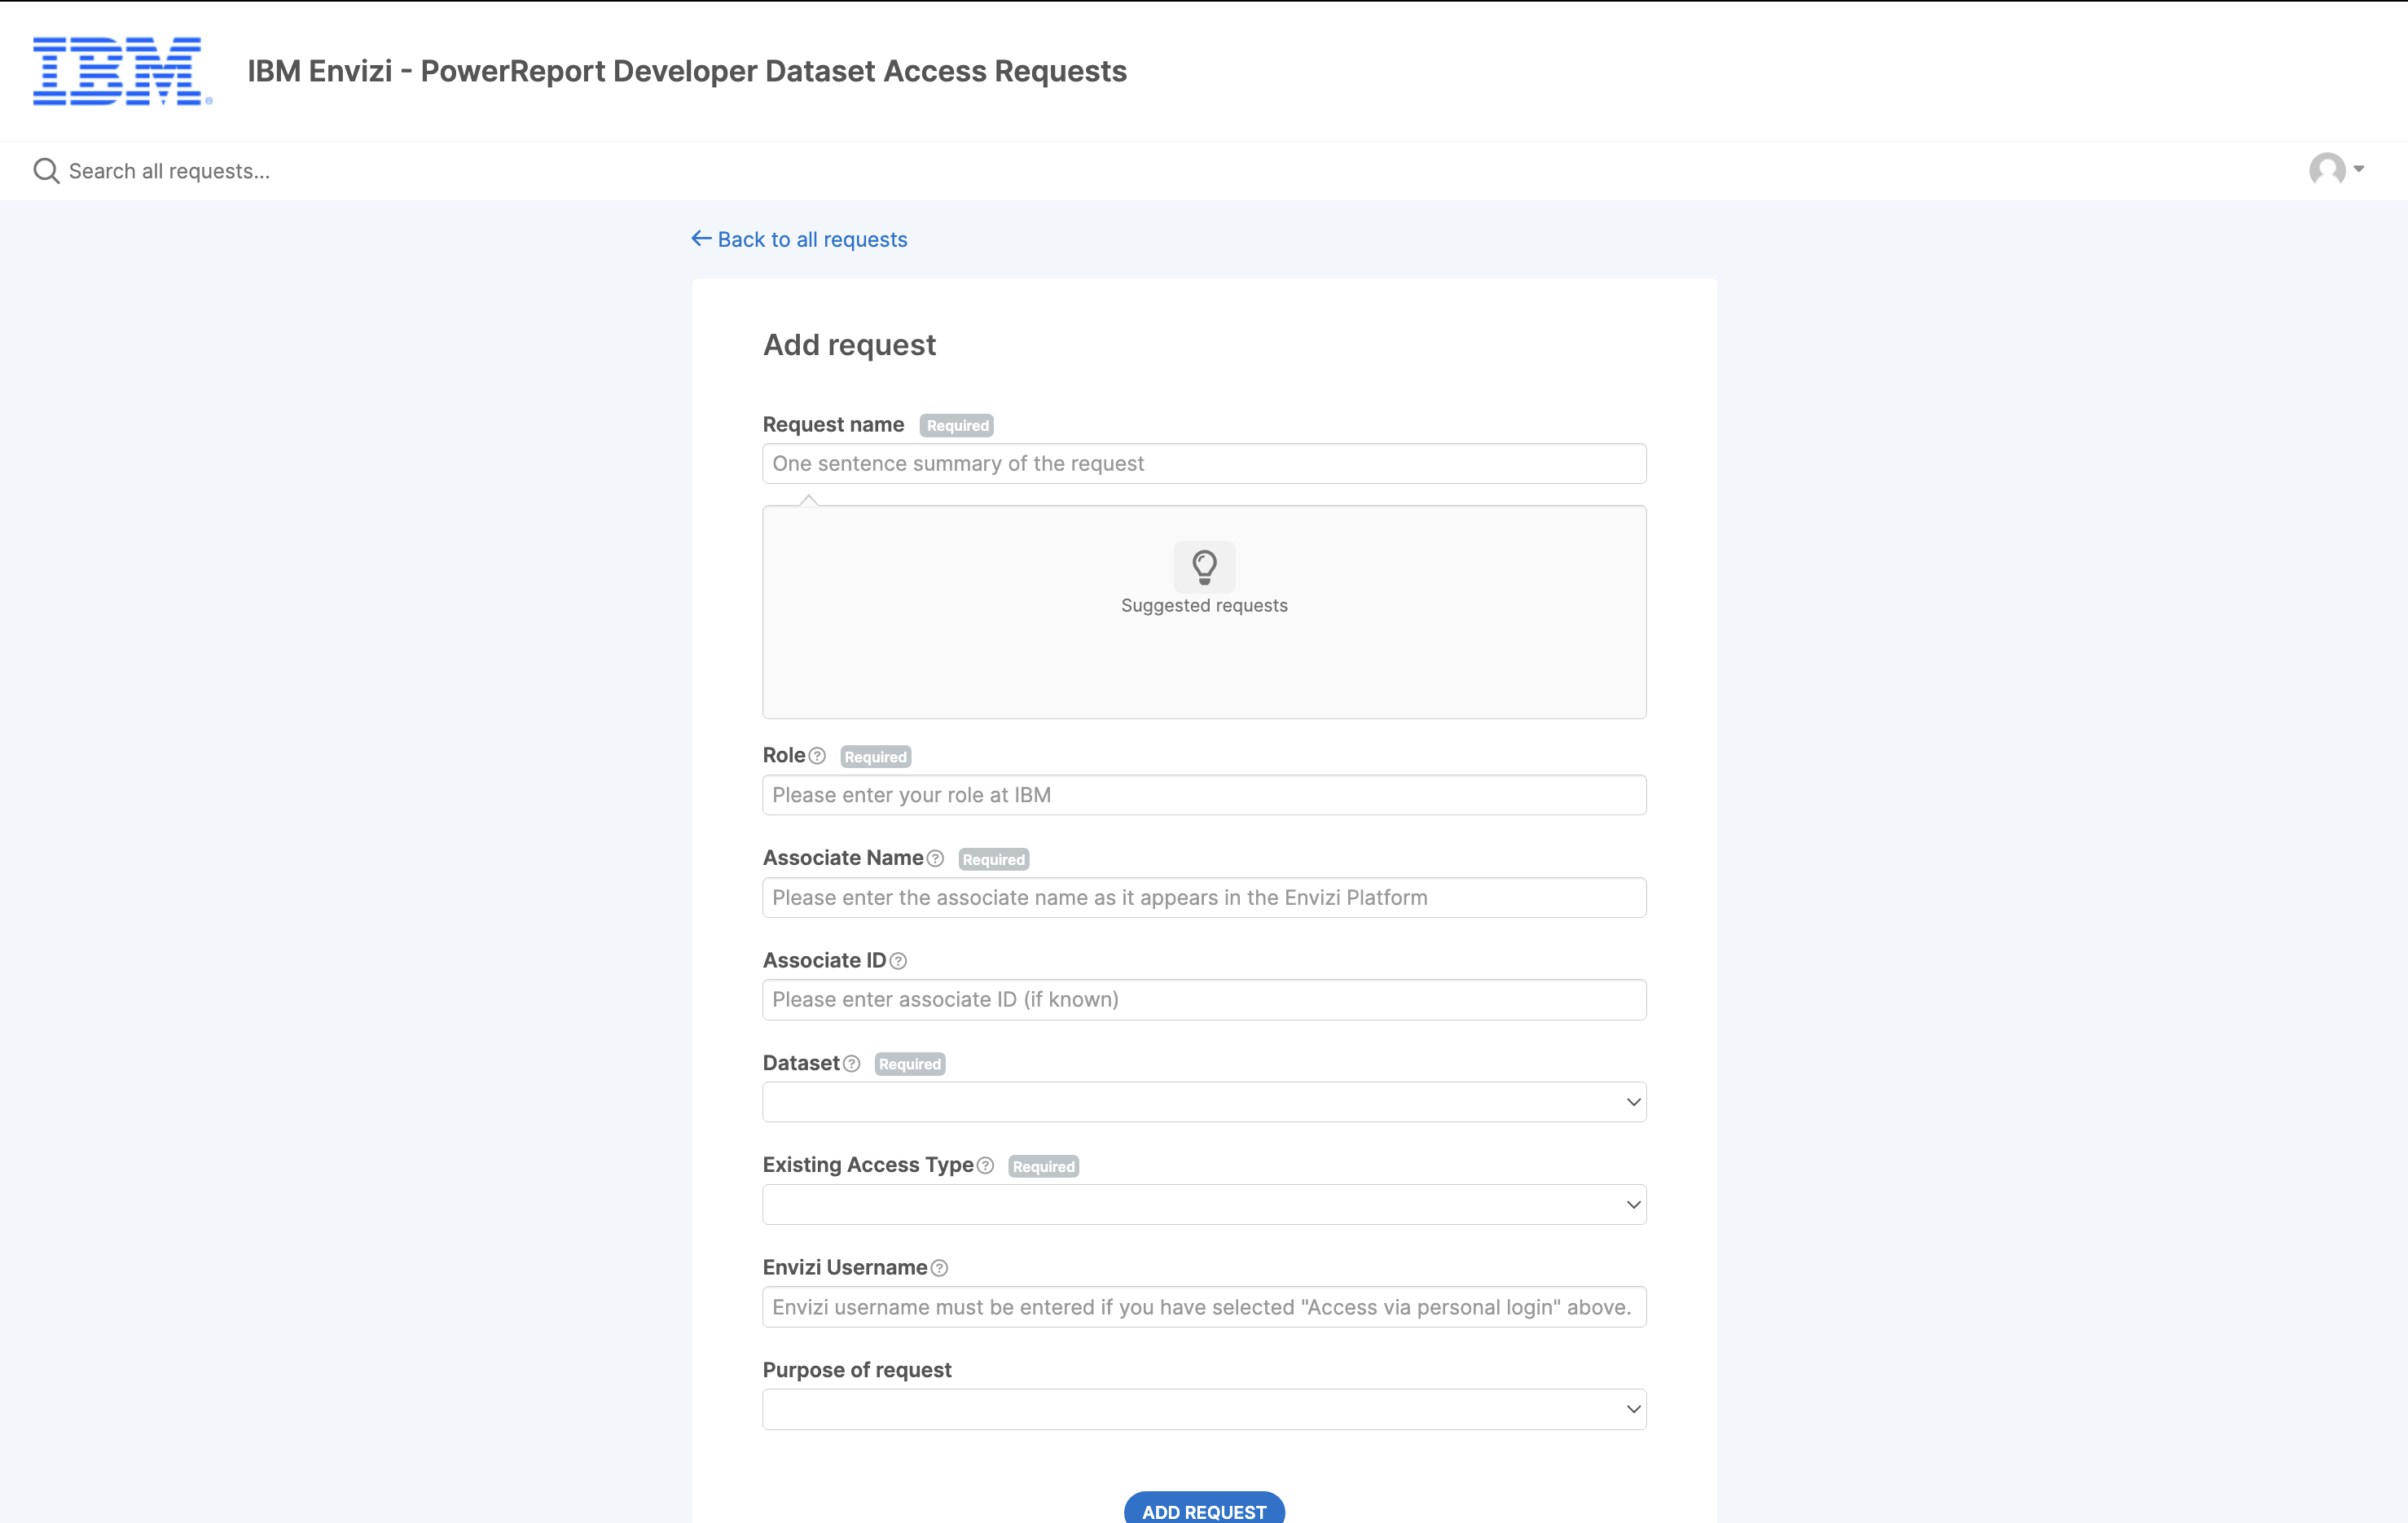 IBM
IBM Envizi - PowerReport Developer Dataset Access Requests
Search all requests...
← Back to all requests
Add request
Request name Required
One sentence summary of the request
Suggested requests
Role Required
Please enter your role at IBM
Associate Name Required
Please enter the associate name as it appears in the Envizi Platform
Associate ID
Please enter associate ID (if known)
Dataset Required
Existing Access Type Required
Envizi Username
Envizi username must be entered if you have selected "Access via personal login" above.
Purpose of request
ADD REQUEST